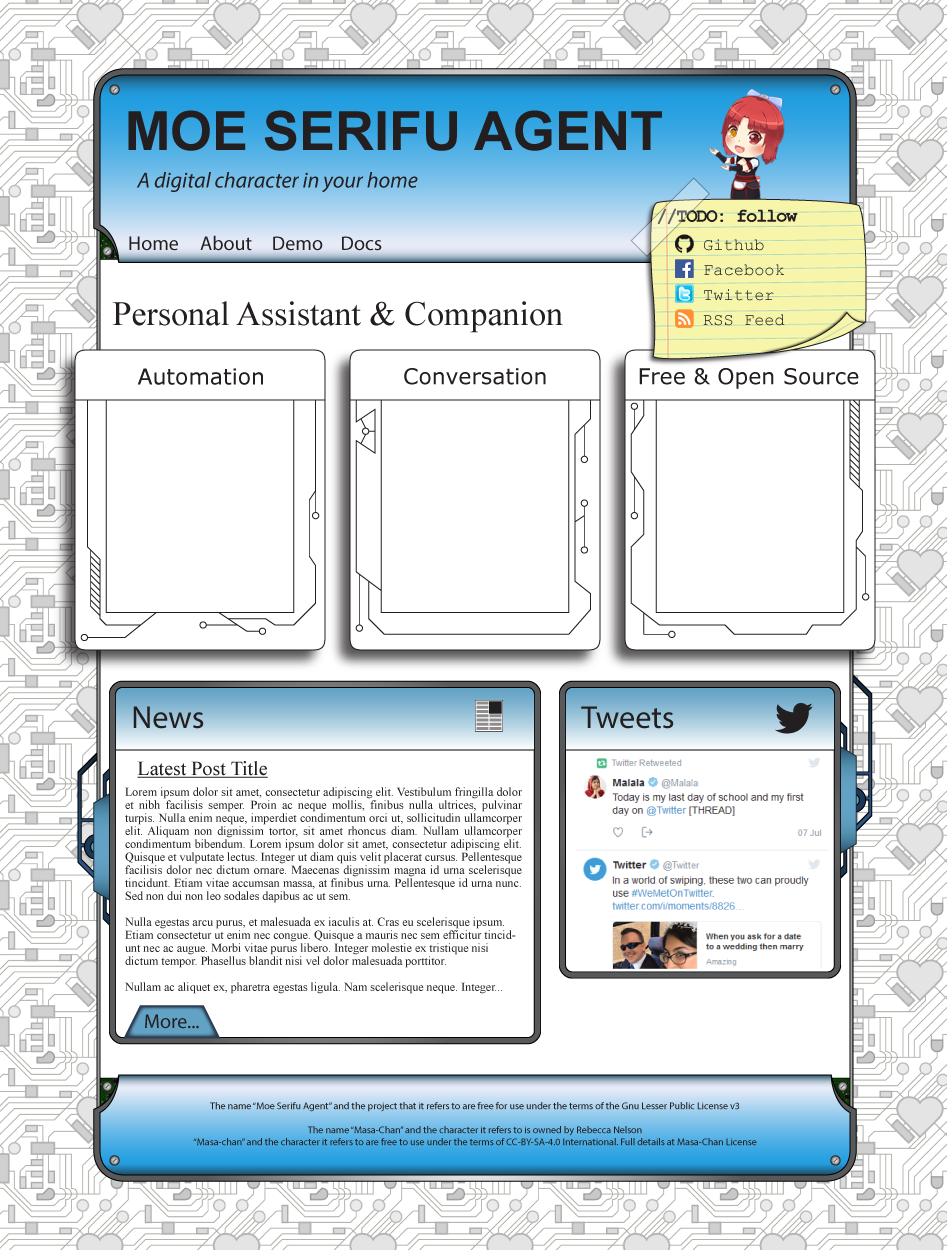 MOE SERIFU AGENT
A digital character in your home
Home About Demo Docs
//TODO: follow
Github
Facebook
Twitter
RSS Feed
Personal Assistant & Companion
Automation
Conversation
Free & Open Source
News
Latest Post Title
Lorem ipsum dolor sit amet, consectetur adipiscing elit. Vestibulum fringilla dolor
et nibh facilisis semper. Proin ac neque mollis, finibus nulla ultrices, pulvinar
turpis. Nulla enim neque, imperdiet condimentum orci ut, sollicitudin ullamcorper
elit. Aliquam non dignissim tortor, sit amet rhoncus diam. Nullam ullamcorper
condimentum bibendum. Lorem ipsum dolor sit amet, consectetur adipiscing elit.
Quisque et vulputate lectus. Integer ut diam quis velit placerat cursus. Pellentesque
facilisis dolor nec dictum ornare. Maecenas dignissim magna id urna scelerisque
tincidunt. Etiam vitae accumsan massa, at finibus urna. Pellentesque id urna nunc.
Sed non dui non leo sodales dapibus ac ut sem.
Nulla egestas arcu purus, et malesuada ex iaculis at. Cras eu scelerisque ipsum.
Etiam consectetur ut enim nec congue. Quisque a mauris nec sem efficitur tincid-
unt nec ac augue. Morbi vitae purus libero. Integer molestie ex tristique nisi
dictum tempor. Phasellus blandit nisi vel dolor malesuada porttitor.
Nullam ac aliquet ex, pharetra egestas ligula. Nam scelerisque neque. Integer...
More...
Tweets
Twitter Retweeted
Malala @Malala
Today is my last day of school and my first
day on @Twitter [THREAD]
07 Jul
Twitter @Twitter
In a world of swiping, these two can proudly
use #WeMetOnTwitter.
twitter.com/i/moments/8826...
When you ask for a date
to a wedding then marry
Amazing
The name “Moe Serifu Agent” and the project that it refers to are free for use under the terms of the Gnu Lesser Public License v3
The name “Masa-Chan” and the character it refers to is owned by Rebecca Nelson
“Masa-chan” and the character it refers to are free to use under the terms of CC-BY-SA-4.0 International. Full details at Masa-Chan License